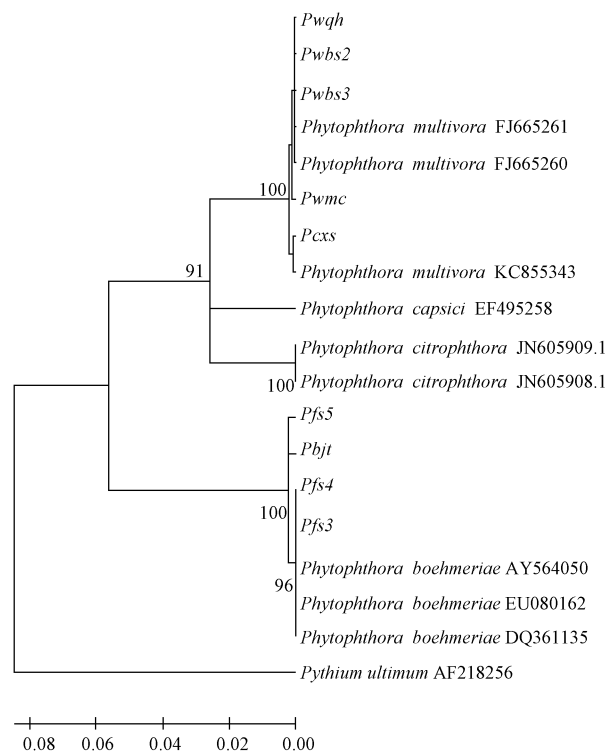 Pwqh
Pwbs2
Pwbs3
Phytophthora multivora FJ665261
Phytophthora multivora FJ665260
100
Pwmc
Pcxs
91
Phytophthora multivora KC855343
Phytophthora capsici EF495258
Phytophthora citrophthora JN605909.1
100
Phytophthora citrophthora JN605908.1
Pfs5
Pbjt
Pfs4
100
Pfs3
Phytophthora boehmeriae AY564050
96
Phytophthora boehmeriae EU080162
Phytophthora boehmeriae DQ361135
Pythium ultimum AF218256
0.08 0.06 0.04 0.02 0.00